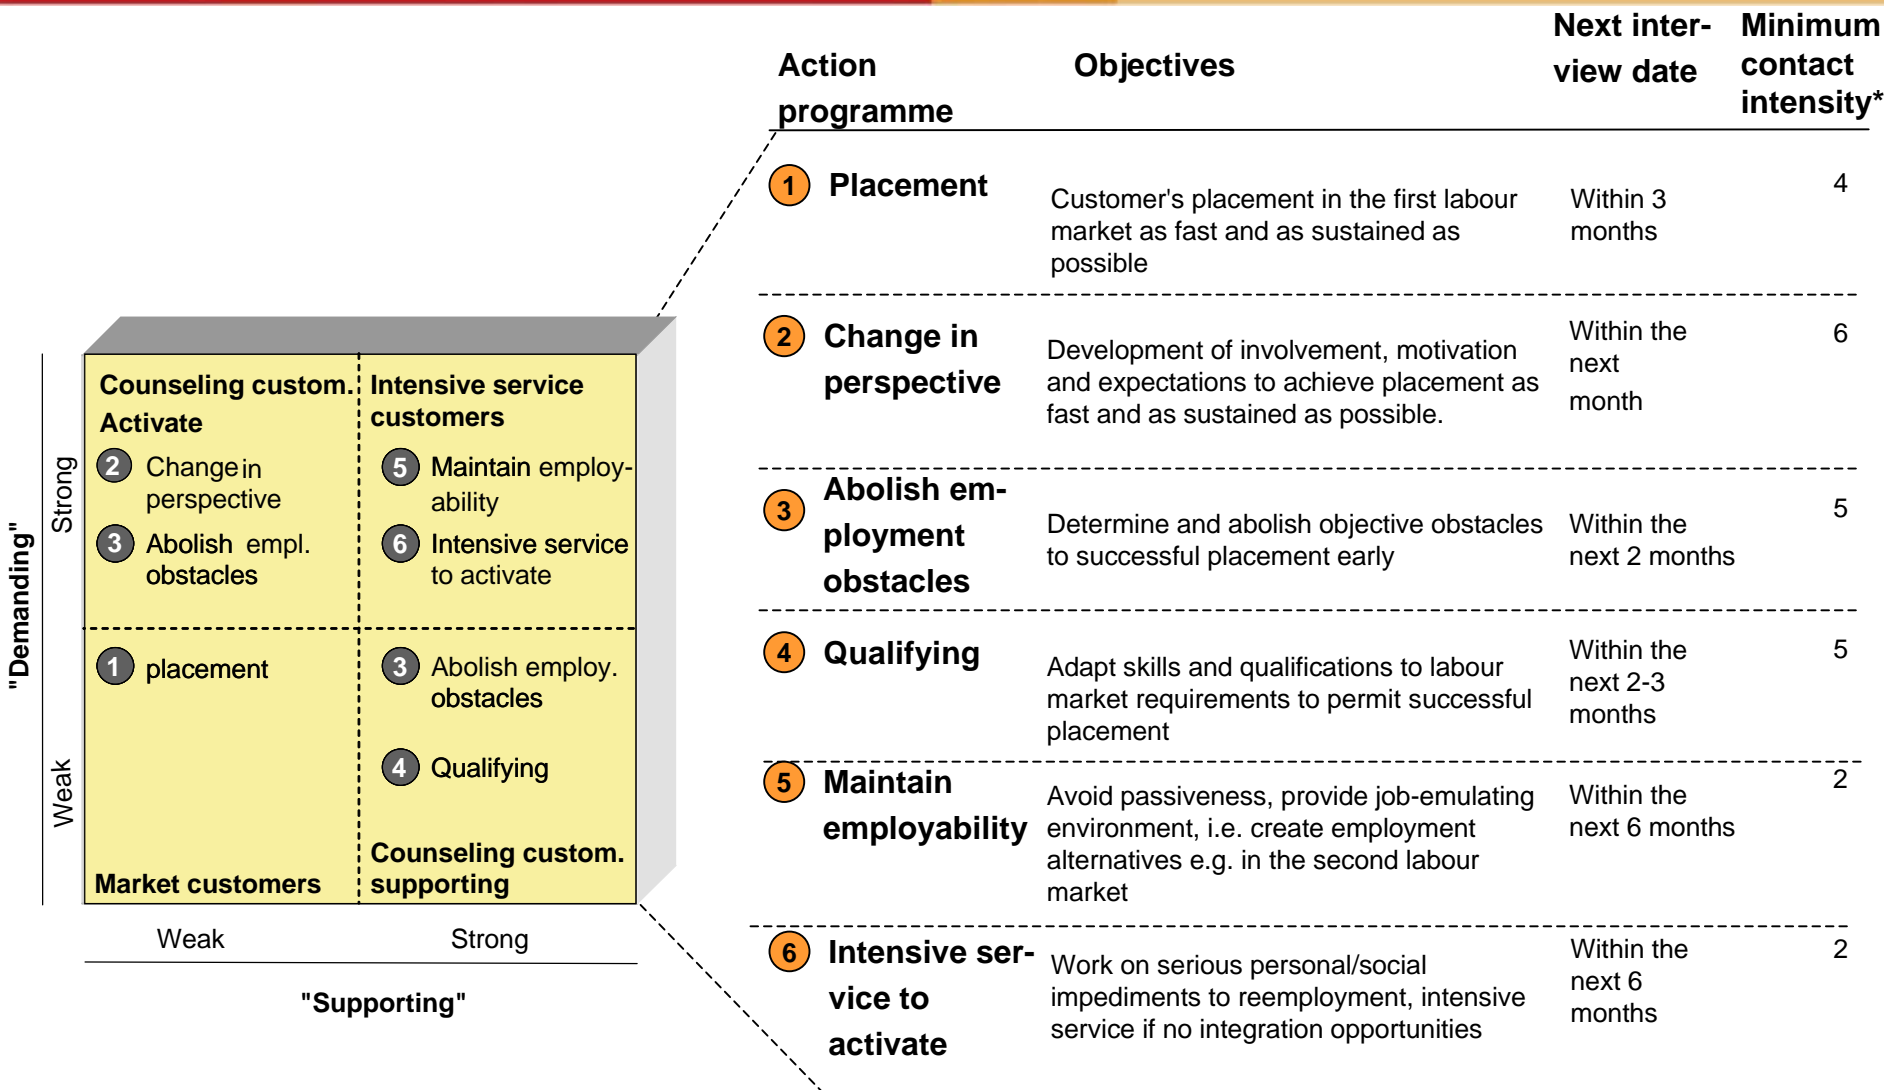 Action
programme
Objectives
Next inter-
view date
Minimum
contact
intensity*
1 Placement
Customer's placement in the first labour
market as fast and as sustained as
possible
Within 3
months
4
2 Change in
perspective
Development of involvement, motivation
and expectations to achieve placement as
fast and as sustained as possible.
Within the
next
month
6
3 Abolish em-
ployment
obstacles
Determine and abolish objective obstacles
to successful placement early
Within the
next 2 months
5
4 Qualifying
Adapt skills and qualifications to labour
market requirements to permit successful
placement
Within the
next 2-3
months
5
5 Maintain
employability
Avoid passiveness, provide job-emulating
environment, i.e. create employment
alternatives e.g. in the second labour
market
Within the
next 6 months
2
6 Intensive ser-
vice to
activate
Work on serious personal/social
impediments to reemployment, intensive
service if no integration opportunities
Within the
next 6
months
2
"Demanding"
Strong
Weak
Counseling custom.
Activate
2 Change in
perspective
3 Abolish empl.
obstacles
Intensive service
customers
5 Maintain employ-
ability
6 Intensive service
to activate
1 placement
Market customers
3 Abolish employ.
obstacles
4 Qualifying
Counseling custom.
supporting
Weak
Strong
"Supporting"